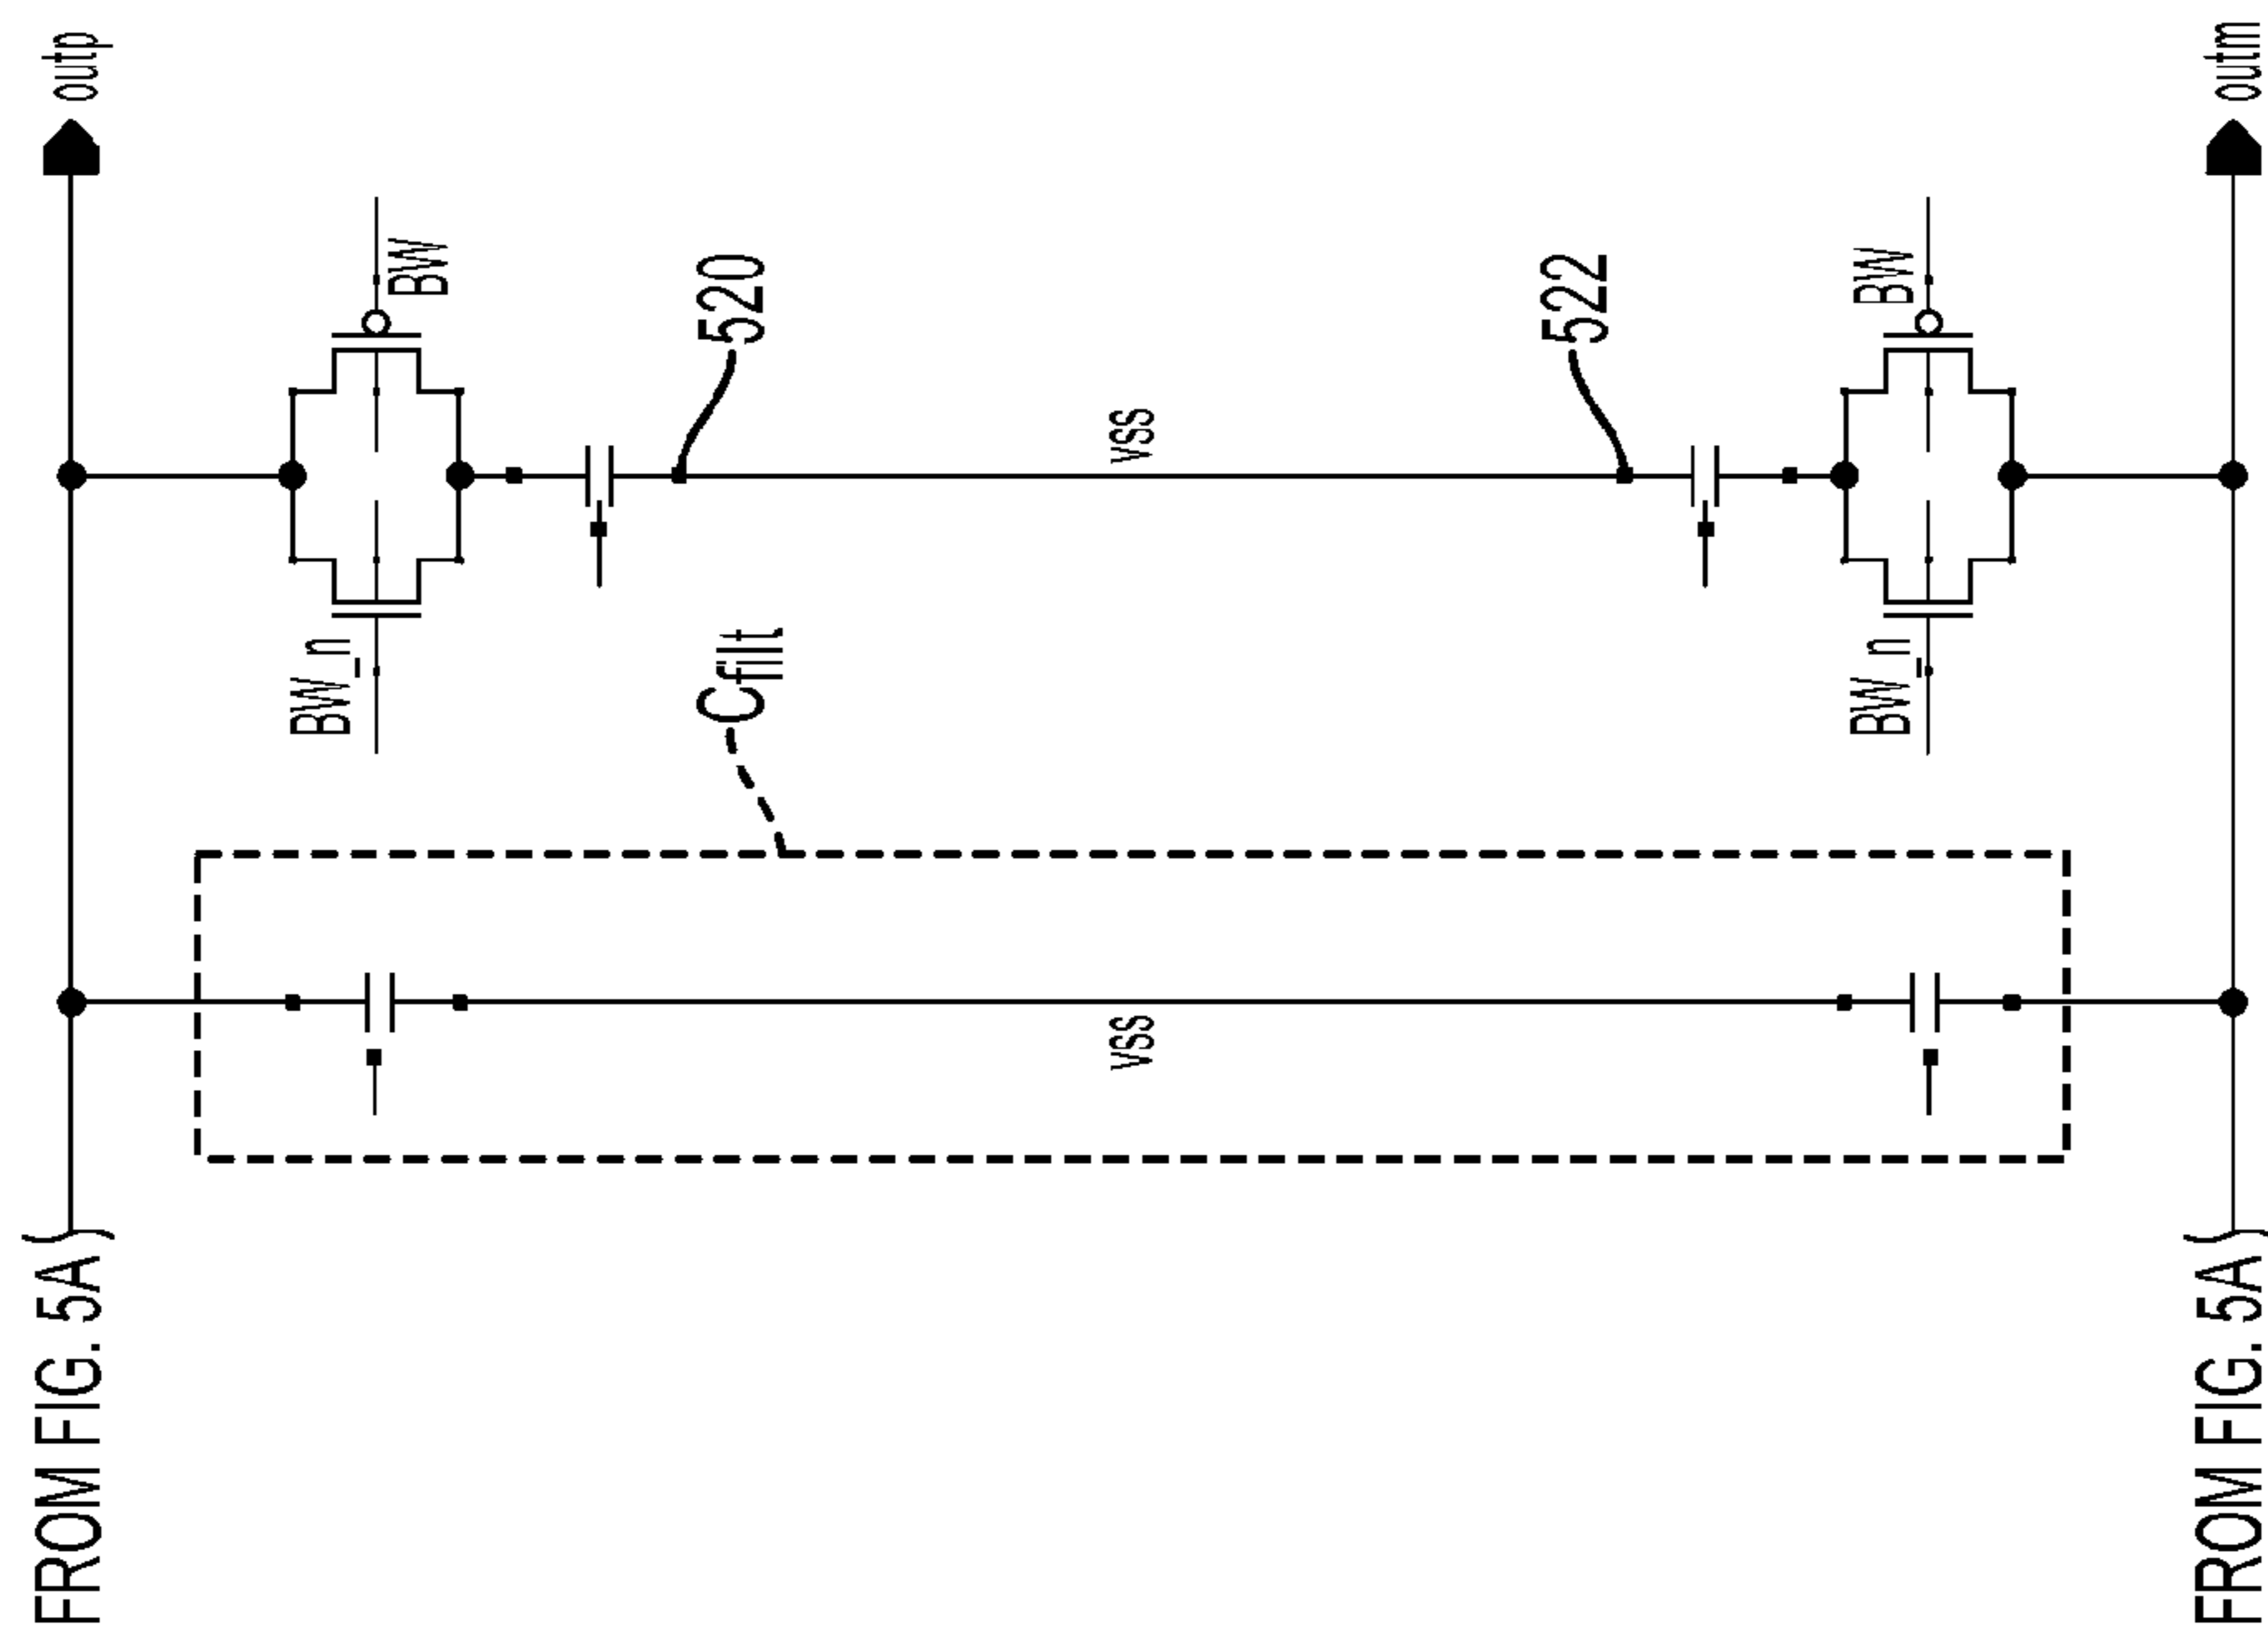 FROM FIG. 5A
outp
BW_n
BW
Cfilt
520
vss
vss
522
BW_n
BW
FROM FIG. 5A
outm